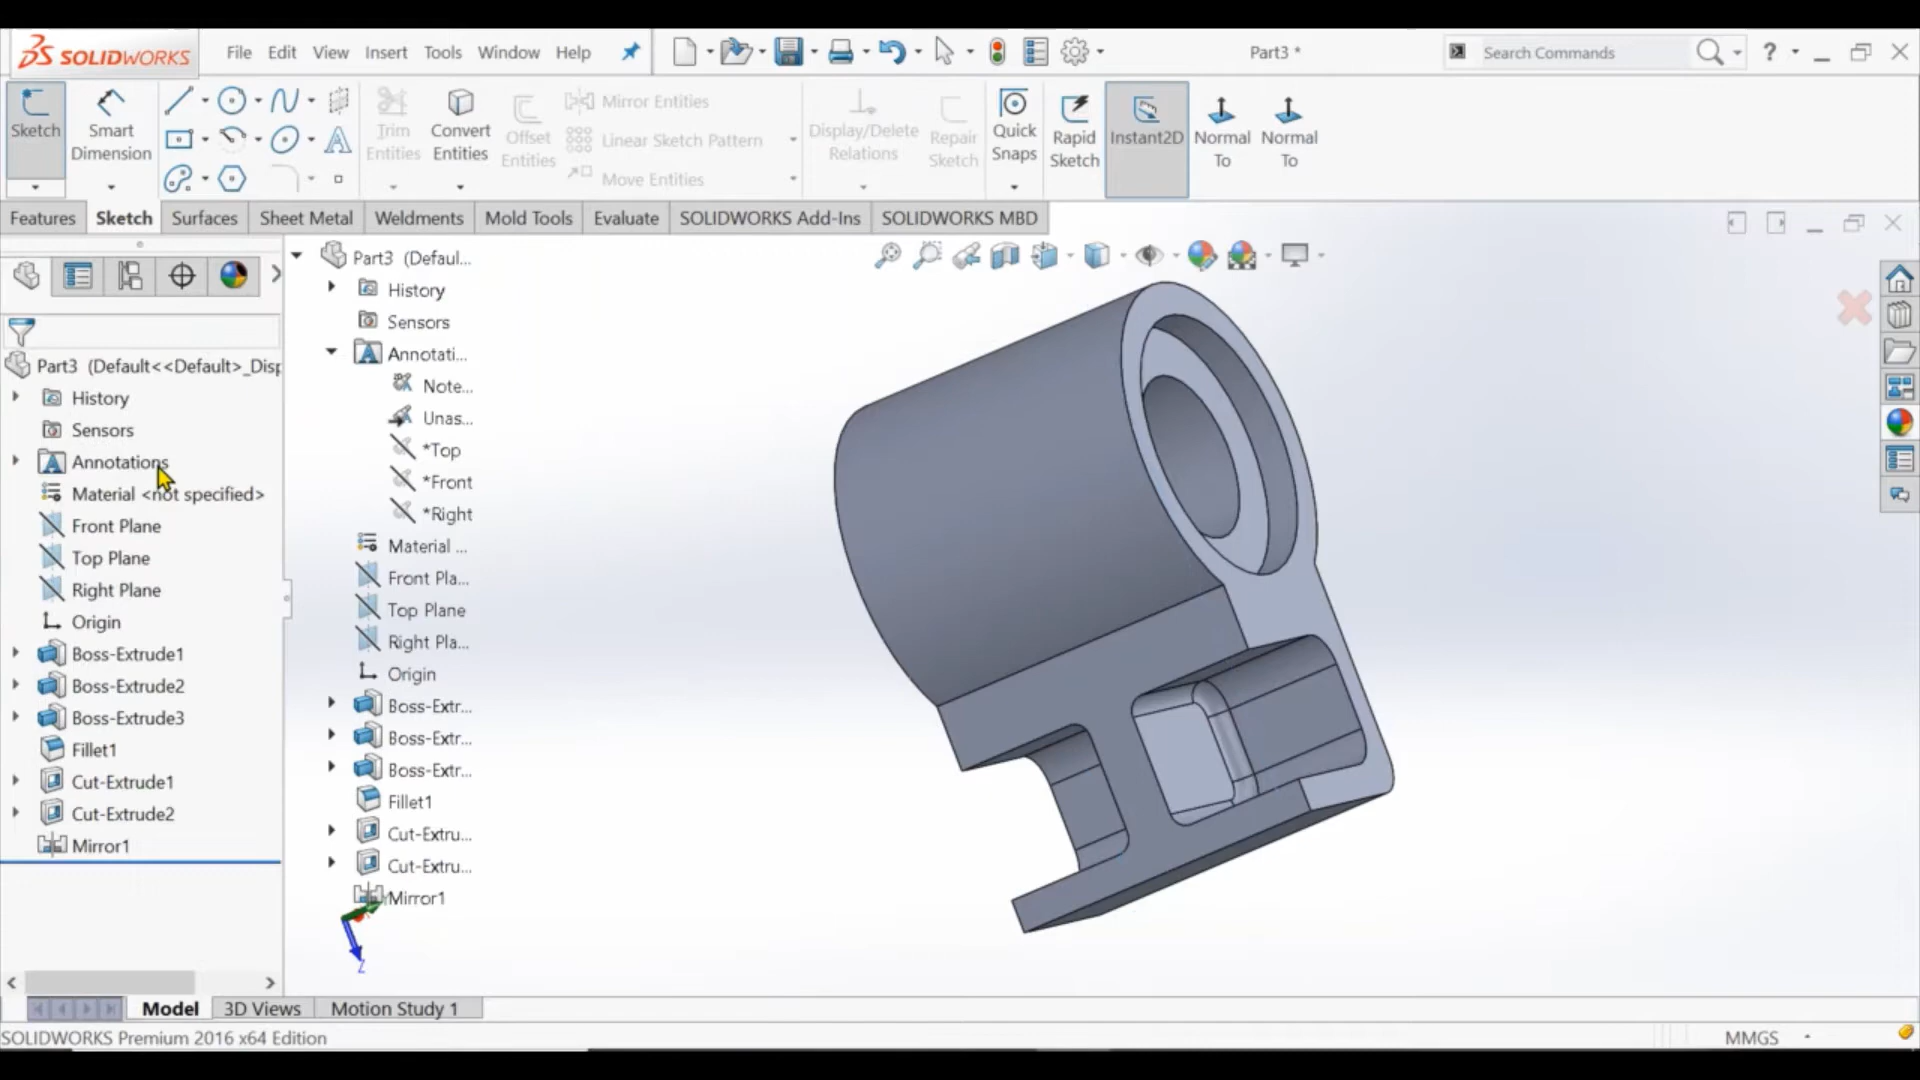 SOLIDWORKS File Edit View Insert Tools Window Help Part3 * Search Commands ?
Sketch Smart Dimension Trim Entities Convert Entities Offset Entities Mirror Entities Linear Sketch Pattern Move Entities Display/Delete Relations Repair Sketch Quick Snaps Rapid Sketch Instant2D Normal To Normal To
Features Sketch Surfaces Sheet Metal Weldments Mold Tools Evaluate SOLIDWORKS Add-Ins SOLIDWORKS MBD
Part3 (Default<<Default>_Disp
History
Sensors
Annotations
Material <not specified>
Front Plane
Top Plane
Right Plane
Origin
Boss-Extrude1
Boss-Extrude2
Boss-Extrude3
Fillet1
Cut-Extrude1
Cut-Extrude2
Mirror1
Part3 (Defaul...
History
Sensors
Annotati...
Note...
Unas...
*Top
*Front
*Right
Material ...
Front Pla...
Top Plane
Right Pla...
Origin
Boss-Extr...
Boss-Extr...
Boss-Extr...
Fillet1
Cut-Extru...
Cut-Extru...
Mirror1
Z
Model 3D Views Motion Study 1
SOLIDWORKS Premium 2016 x64 Edition MMGS -